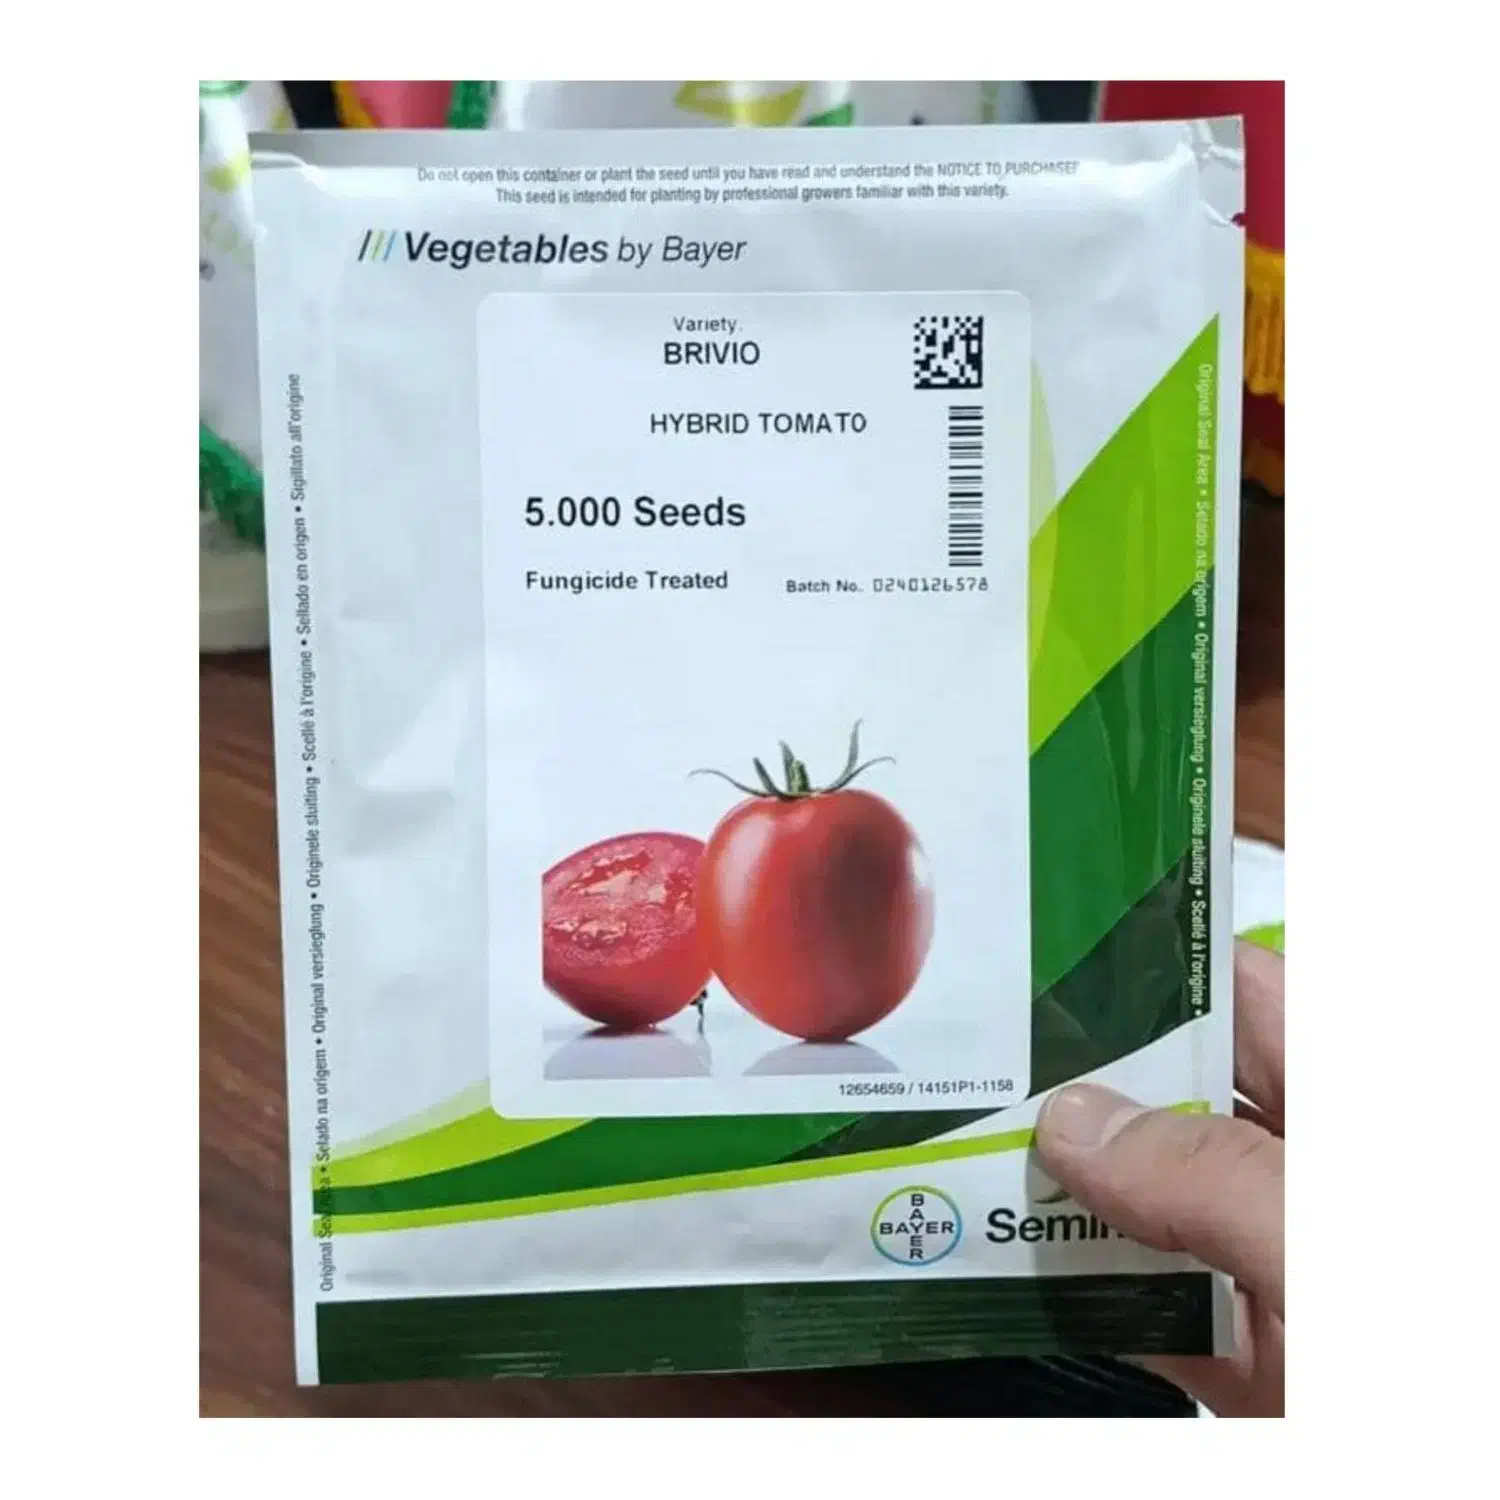 Do not open this container or plant the seed until you have read and understand the NOTICE TO PURCHASER
This seed is intended for planting by professional growers familiar with this variety.
/// Vegetables by Bayer
Variety.
BRIVIO
HYBRID TOMATO
5.000 Seeds
Fungicide Treated
Batch No.. 0240126578
12654659 / 14151P1-1158
BAYER
BAYER
Original Seal Area • Selado na origem • Original versieglung • Originele sluiting • Scellé à l'origine • Sellado en origen • Sigillato all'origine
Original Seal Area • Selado na origem • Original versieglung • Originele sluiting • Scellé à l'origine •